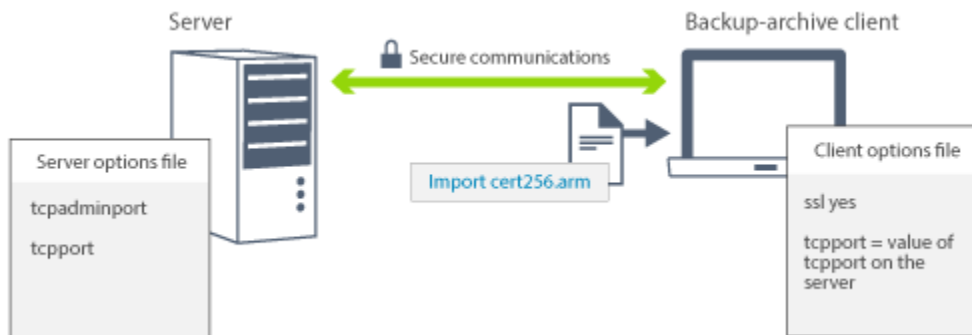 Server
Backup-archive client
Secure communications
Server options file
tcpadminport
tcpport
Import cert256.arm
Client options file
ssl yes
tcpport = value of
tcpport on the
server